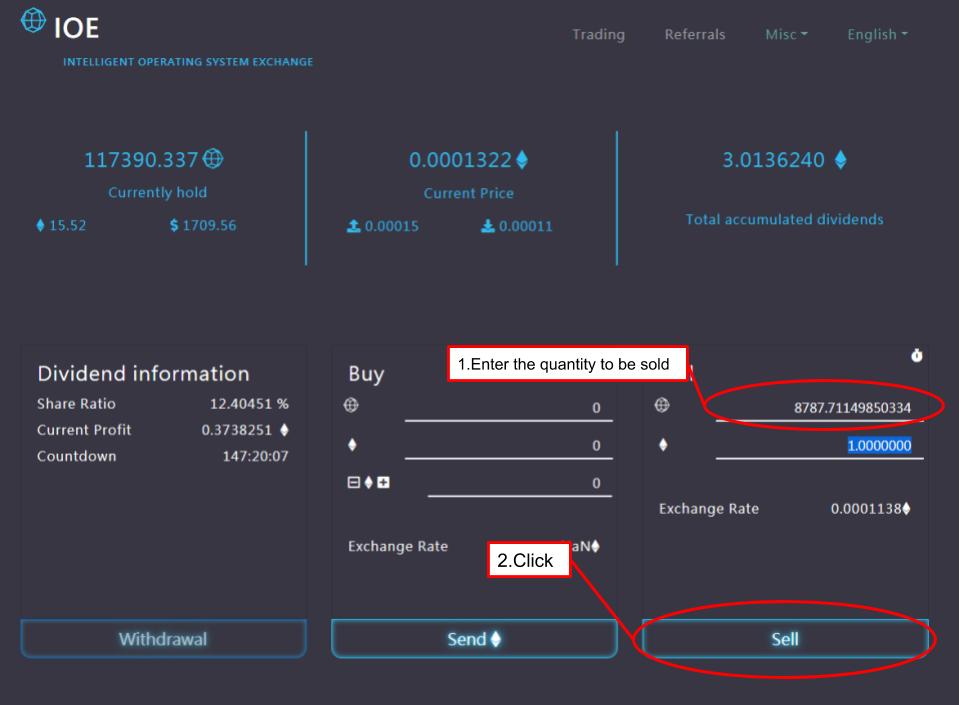 IOE
INTELLIGENT OPERATING SYSTEM EXCHANGE
Trading Referrals Misc English
117390.337
Currently hold
15.52 $ 1709.56
0.0001322
Current Price
0.00015 0.00011
3.0136240
Total accumulated dividends
Dividend information
Share Ratio 12.40451 %
Current Profit 0.3738251
Countdown 147:20:07
Withdrawal
Buy
0
0
0
Exchange Rate aN
Send
1.Enter the quantity to be sold
8787.71149850334
1.0000000
Exchange Rate 0.0001138
2.Click
Sell